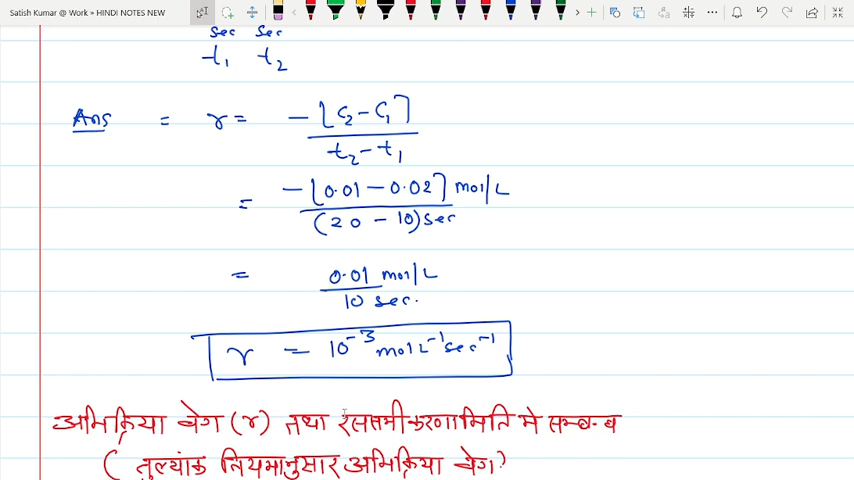 Satish Kumar @ Work » HINDI NOTES NEW
sec sec
t₁ t₂
Ans = r = -[C₂-C₁]
t₂-t₁
= -[0.01-0.02] mol/L
(20-10) sec
= 0.01 mol/L
10 sec.
r = 10⁻³ mol L⁻¹ sec⁻¹
अभिक्रिया वेग (r) तथा रससमीकरणमिति में सम्बन्ध
( तुल्यांक नियमानुसार अभिक्रिया वेग)